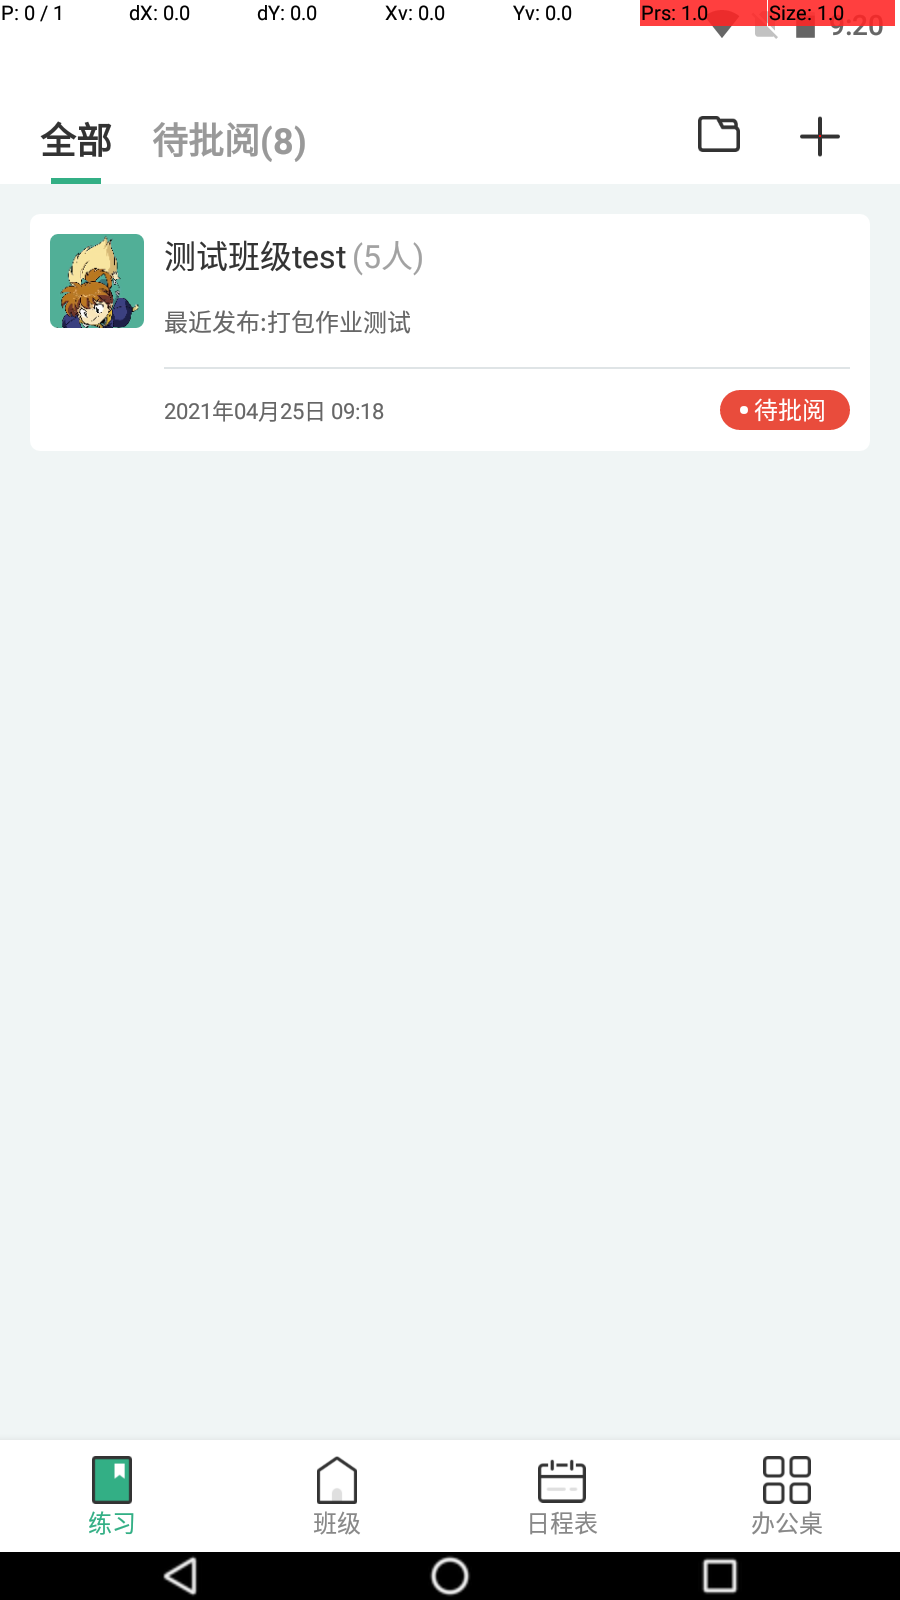 P: 0 / 1 dX: 0.0 dY: 0.0 Xv: 0.0 Yv: 0.0 Prs: 1.0 Size: 1.0
9:20
全部 待批阅(8)
测试班级test (5人)
最近发布:打包作业测试
2021年04月25日 09:18 待批阅
练习 班级 日程表 办公桌